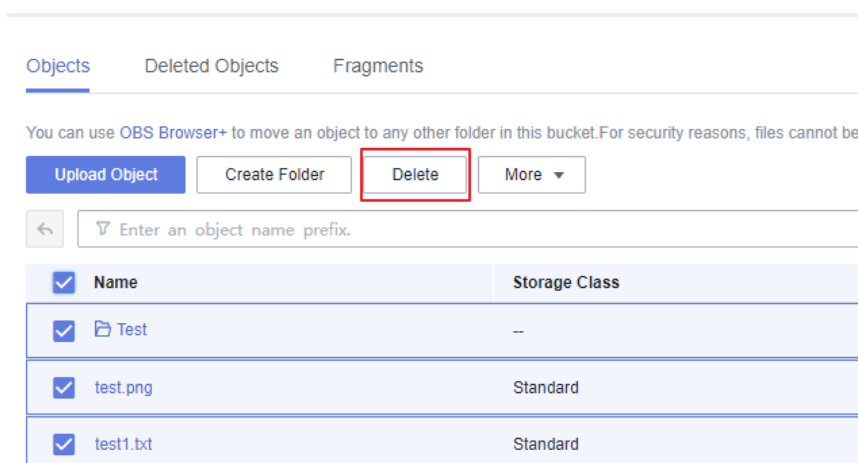 Objects Deleted Objects Fragments
You can use OBS Browser+ to move an object to any other folder in this bucket.For security reasons, files cannot be
Upload Object Create Folder Delete More
Enter an object name prefix.
Name Storage Class
Test --
test.png Standard
test1.txt Standard